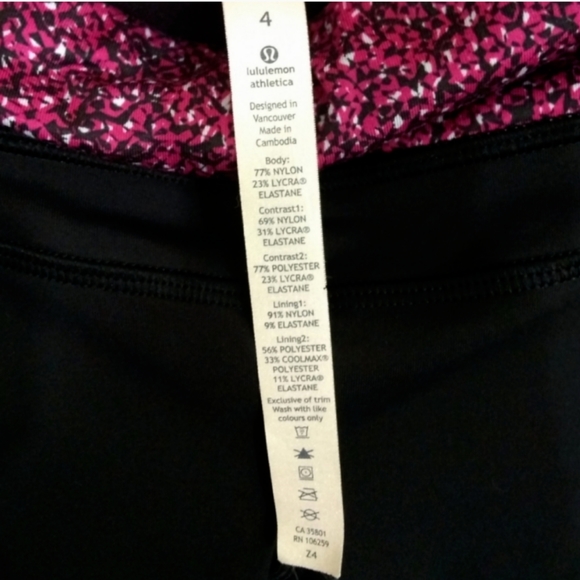 4
lululemon
athletica
Designed in
Vancouver
Made in
Cambodia
Body:
77% NYLON
23% LYCRA®
ELASTANE
Contrast1:
69% NYLON
31% LYCRA®
ELASTANE
Contrast2:
77% POLYESTER
23% LYCRA®
ELASTANE
Lining1:
91% NYLON
9% ELASTANE
Lining2:
56% POLYESTER
33% COOLMAX®
POLYESTER
11% LYCRA®
ELASTANE
Exclusive of trim
Wash with like
colours only
CA 35801
RN 106259
Z4